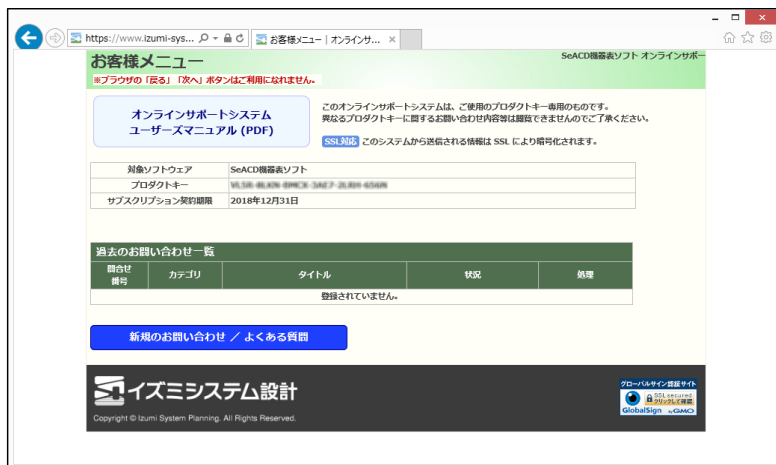 https://www.izumi-sys...
お客様メニュー | オンラインサ...
お客様メニュー
SeACD機器表ソフト オンラインサポー
※ブラウザの「戻る」「次へ」ボタンはご利用になれません。
オンラインサポートシステム
ユーザーズマニュアル (PDF)
このオンラインサポートシステムは、ご使用のプロダクトキー専用のものです。
異なるプロダクトキーに関するお問い合わせ内容等は閲覧できませんのでご了承ください。
SSL対応 このシステムから送信される情報は SSL により暗号化されます。
対象ソフトウェア SeACD機器表ソフト
プロダクトキー
サブスクリプション契約期限 2018年12月31日
過去のお問い合わせ一覧
問合せ
番号 カテゴリ タイトル 状況 処理
登録されていません。
新規のお問い合わせ / よくある質問
イズミシステム設計
Copyright © Izumi System Planning. All Rights Reserved.
グローバルサイン認証サイト
SSL secured
クリックして確認
GlobalSign by GMO